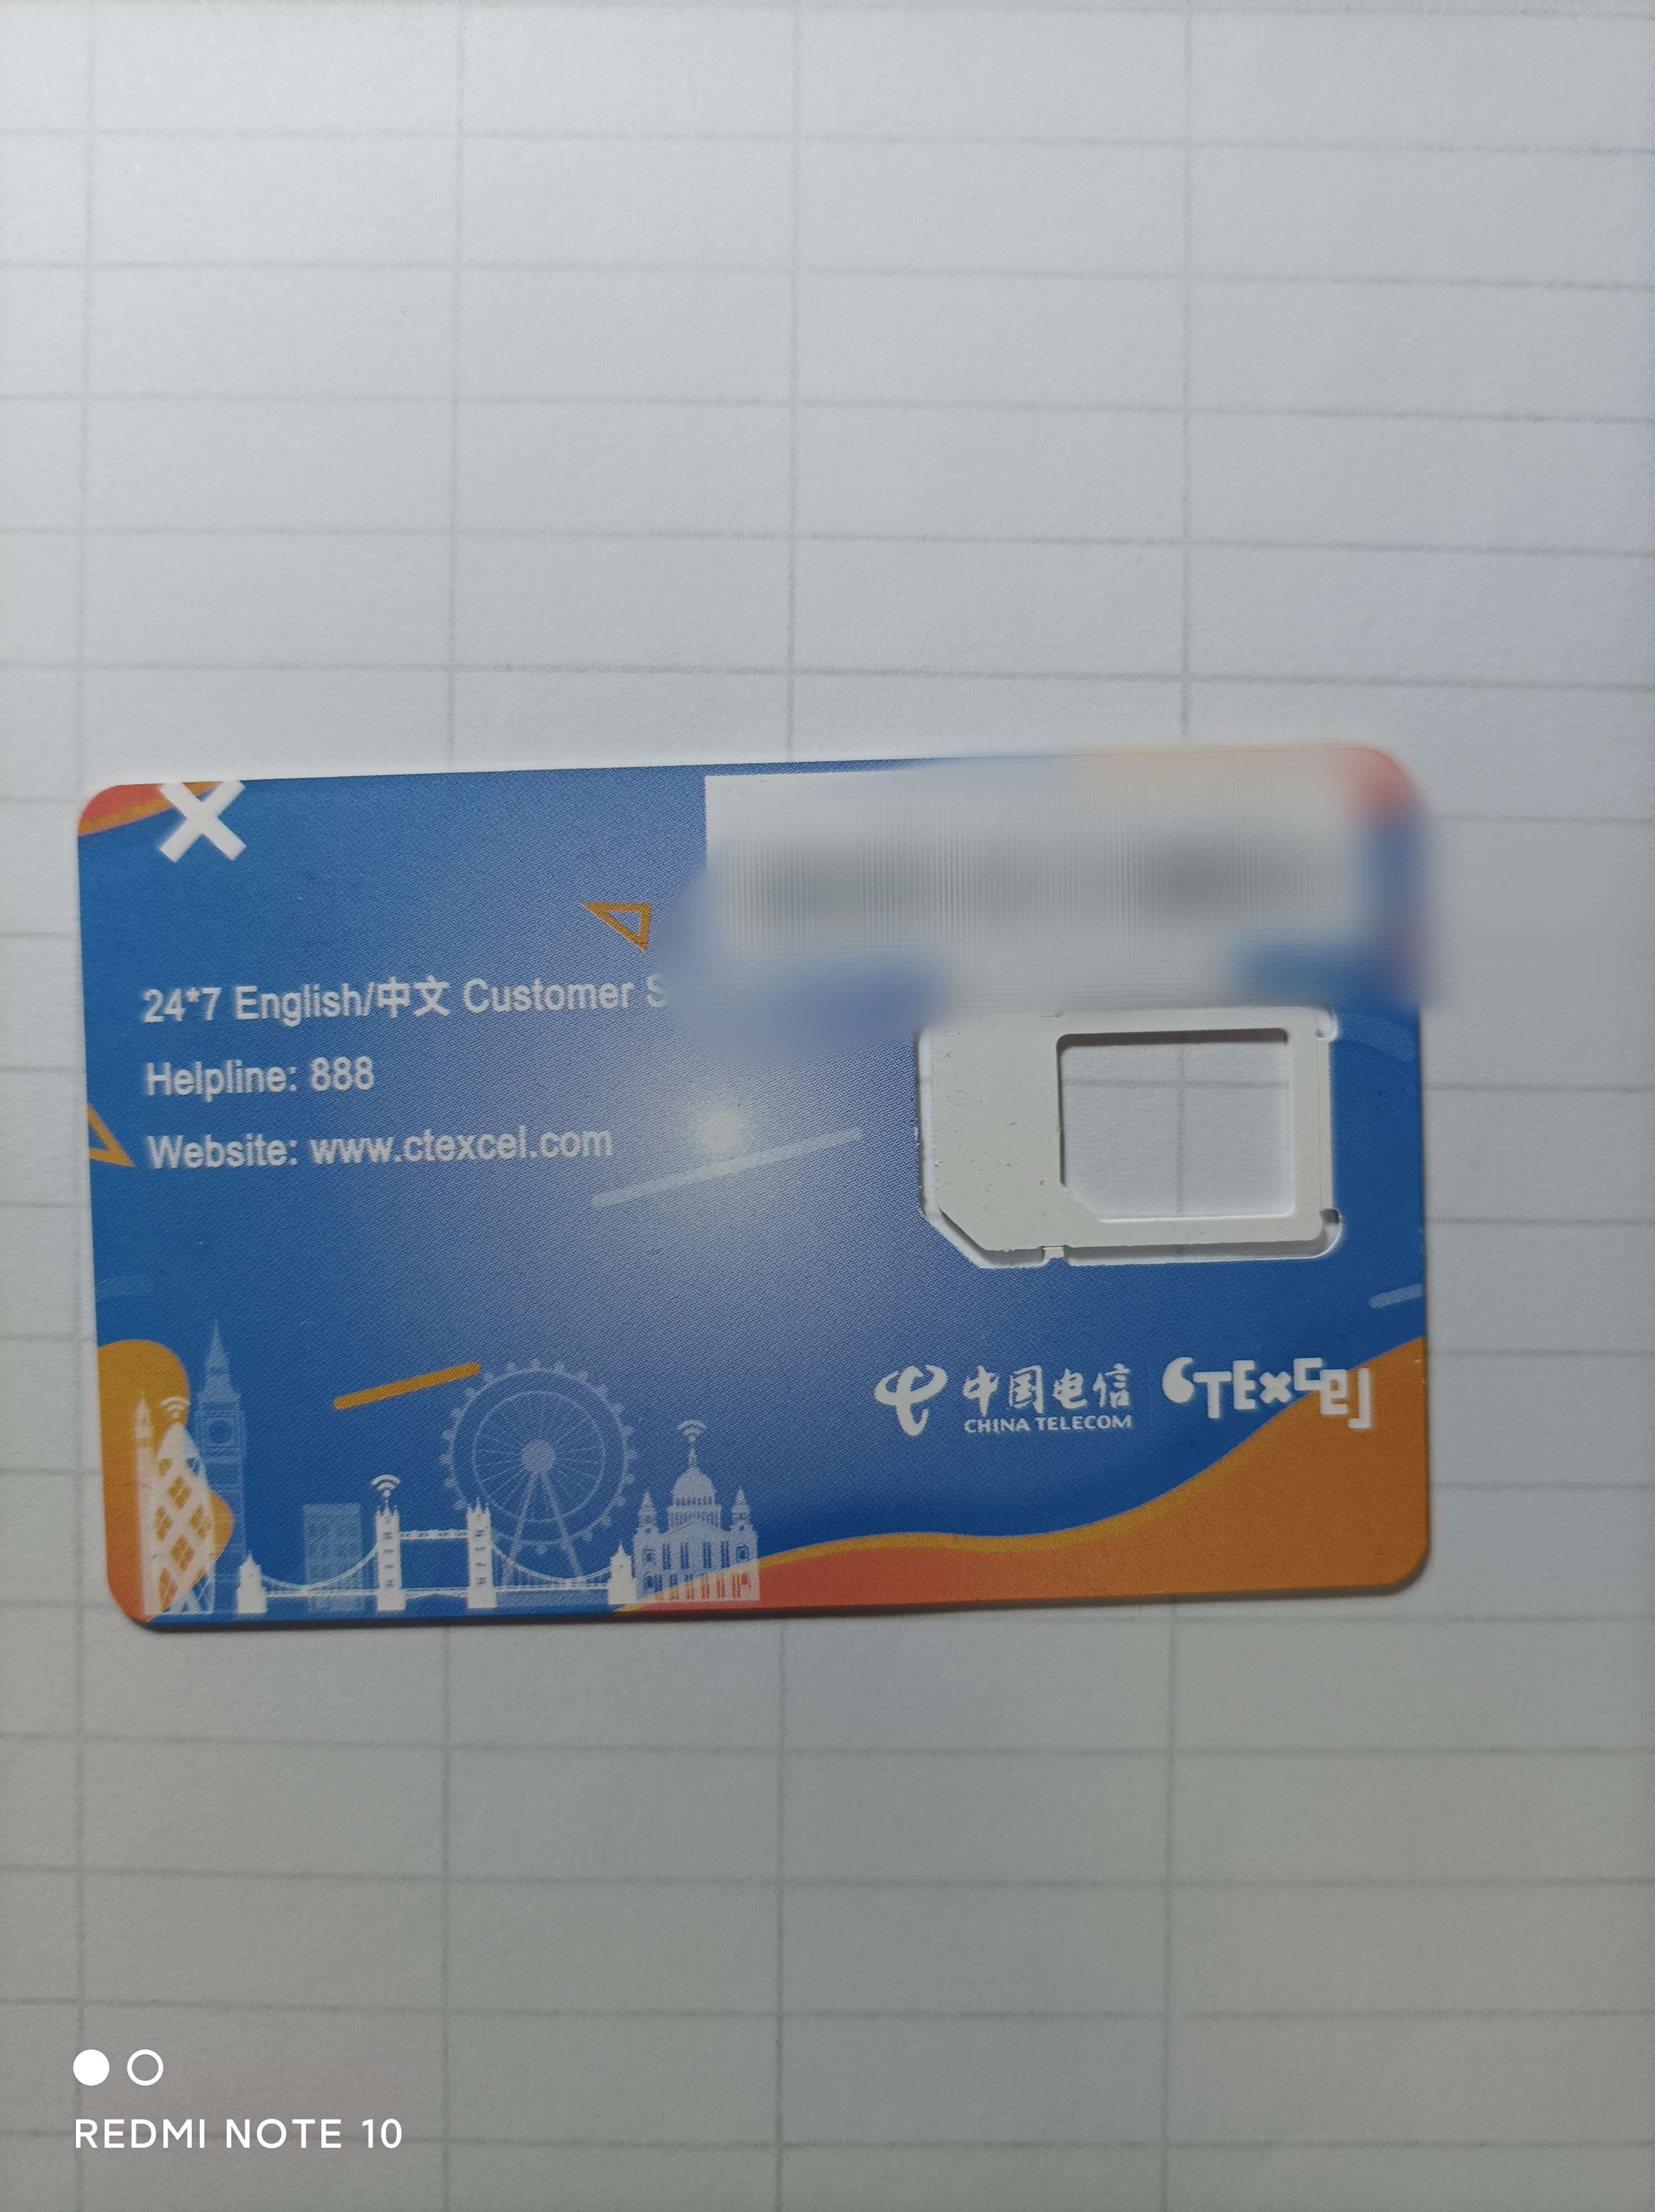 24*7 English/中文 Customer
Helpline: 888
Website: www.ctexcel.com
中国电信
CHINA TELECOM
CTExcel
REDMI NOTE 10